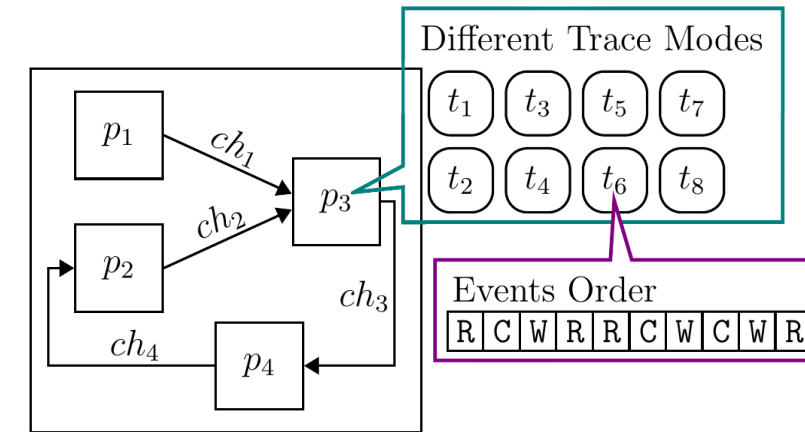 Different Trace Modes
t1 t3 t5 t7
t2 t4 t6 t8
p1
ch1
p3
ch2
p2
ch3
ch4
p4
Events Order
R C W R R C W C W R